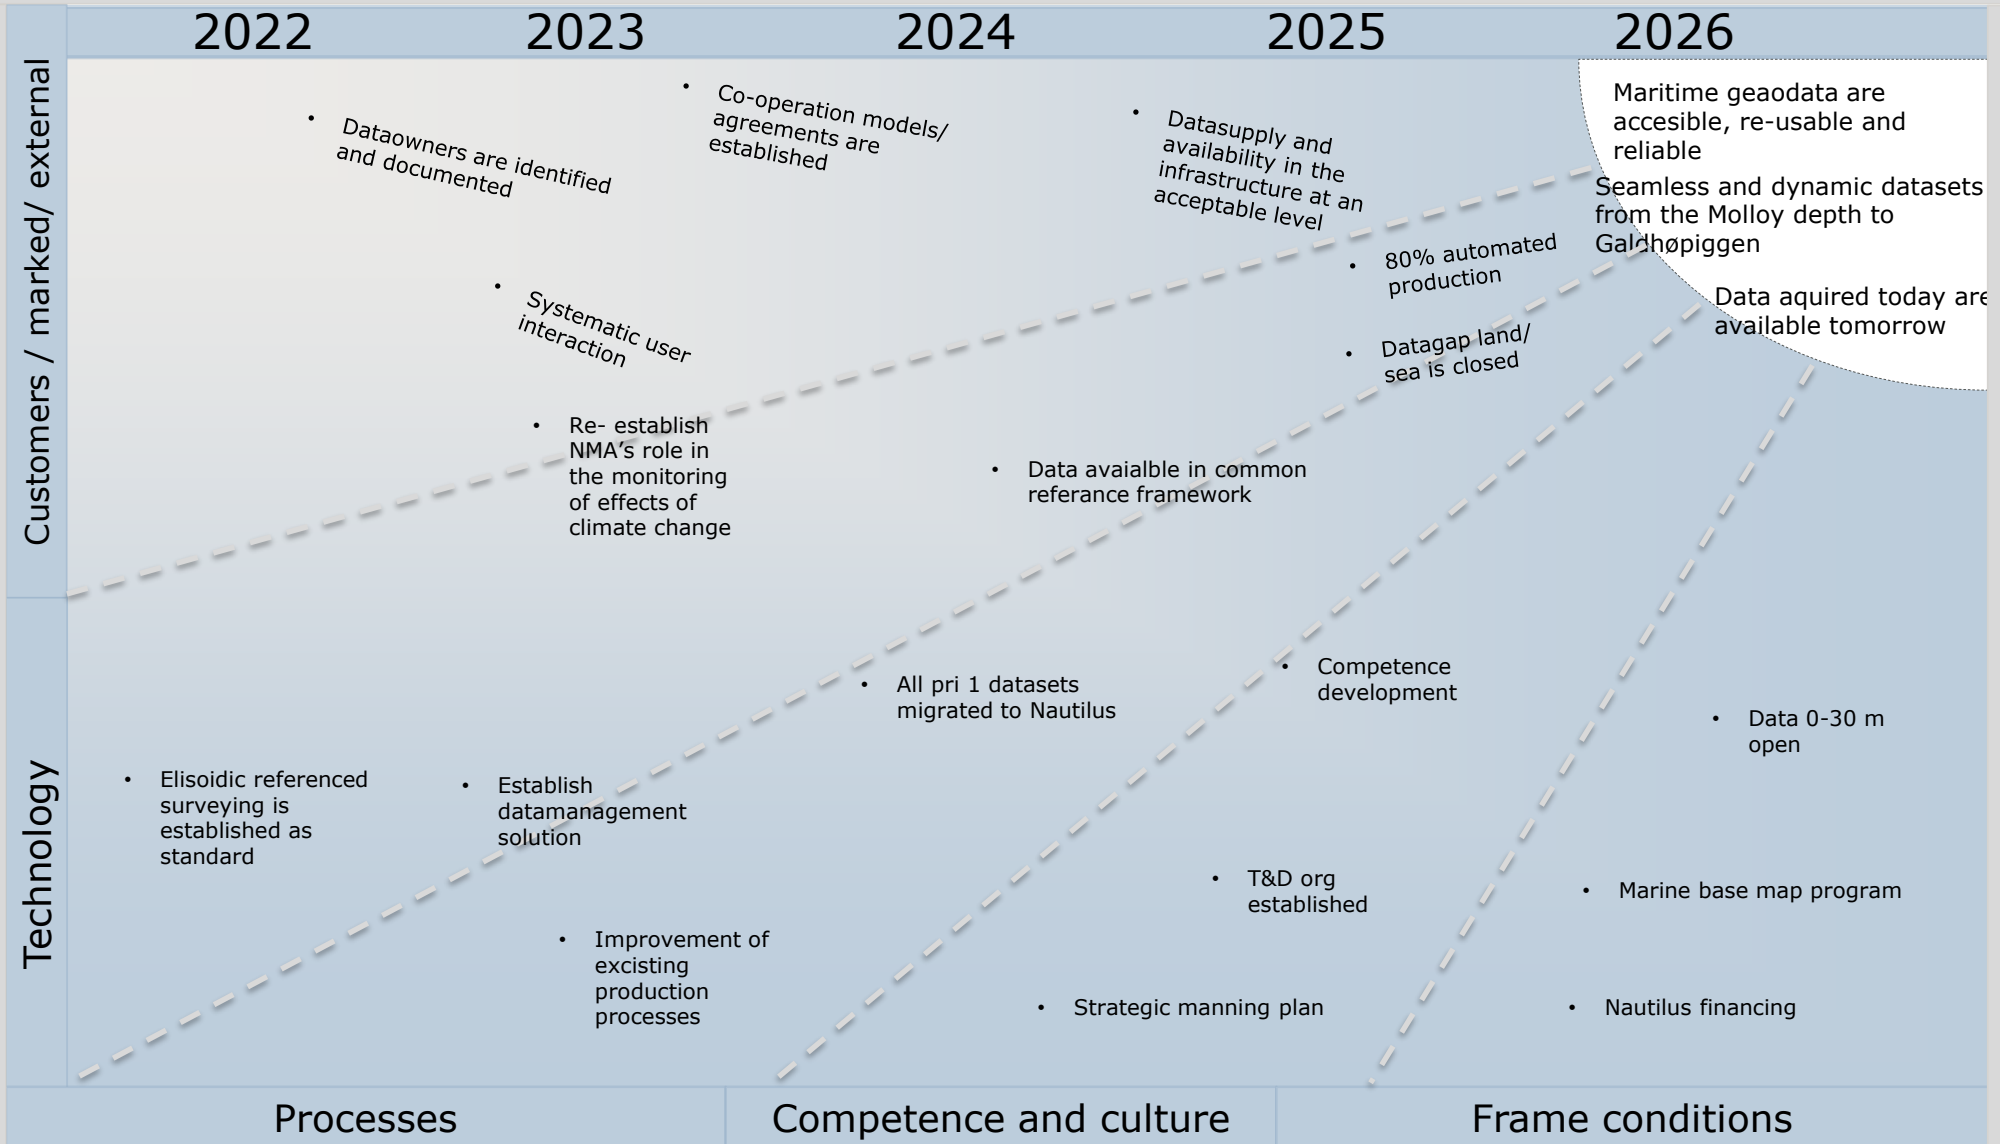 2022
2023
2024
2025
2026
Customers / marked/ external
Technology
Dataowners are identified
and documented
Co-operation models/
agreements are
established
Datasupply and
availability in the
infrastructure at an
acceptable level
Maritime geaodata are
accesible, re-usable and
reliable
Seamless and dynamic datasets
from the Molloy depth to
Galdhøpiggen
Data aquired today are
available tomorrow
80% automated
production
Systematic user
interaction
Datagap land/
sea is closed
Re- establish
NMA’s role in
the monitoring
of effects of
climate change
Data avaialble in common
referance framework
All pri 1 datasets
migrated to Nautilus
Competence
development
Data 0-30 m
open
Elisoidic referenced
surveying is
established as
standard
Establish
datamanagement
solution
T&D org
established
Marine base map program
Improvement of
excisting
production
processes
Strategic manning plan
Nautilus financing
Processes
Competence and culture
Frame conditions